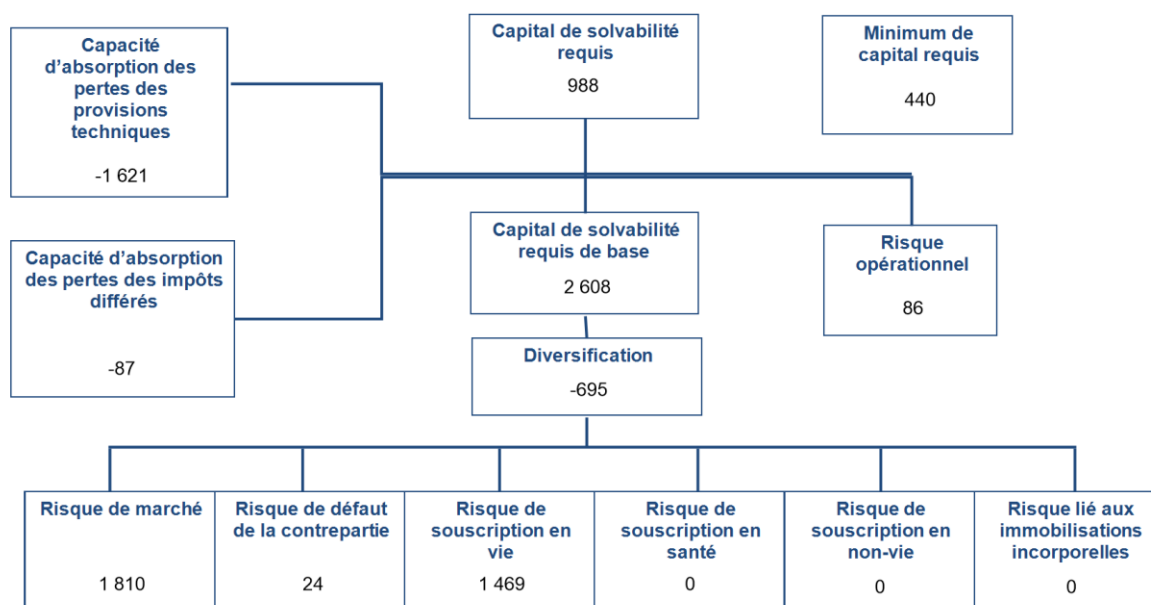 Capacité
d'absorption des
pertes des
provisions
techniques
-1 621
Capital de solvabilité
requis
988
Minimum de
capital requis
440
Capacité d'absorption
des pertes des impôts
différés
-87
Capital de solvabilité
requis de base
2 608
Risque
opérationnel
86
Diversification
-695
Risque de marché
1 810
Risque de défaut
de la contrepartie
24
Risque de
souscription en
vie
1 469
Risque de
souscription en
santé
0
Risque de
souscription en
non-vie
0
Risque lié aux
immobilisations
incorporelles
0